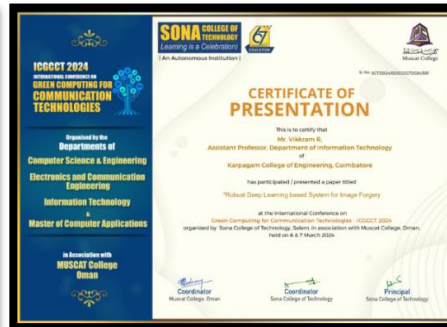 ICGCCT 2024
INTERNATIONAL CONFERENCE ON
GREEN COMPUTING FOR
COMMUNICATION
TECHNOLOGIES
Organised by the
Departments of
Computer Science & Engineering
Electronics and Communication
Engineering
Information Technology
&
Master of Computer Applications
in Association with
MUSCAT College
Oman
SONA COLLEGE OF
TECHNOLOGY
Learning is a Celebration!
| An Autonomous Institution |
67
EDUCATION
Muscat College
CERTIFICATE OF
PRESENTATION
This is to certify that
Mr. Vikkram R,
Assistant Professor, Department of Information Technology
of
Karpagam College of Engineering, Coimbatore
has participated / presented a paper titled
"Robust Deep Learning based System for Image Forgery
at the International Conference on
Green Computing for Communication Technologies - ICGCCT 2024
organised by Sona College of Technology, Salem in association with Muscat College, Oman,
held on 6 & 7 March 2024
Coordinator
Muscat College, Oman
Coordinator
Sona College of Technology
Principal
Sona College of Technology